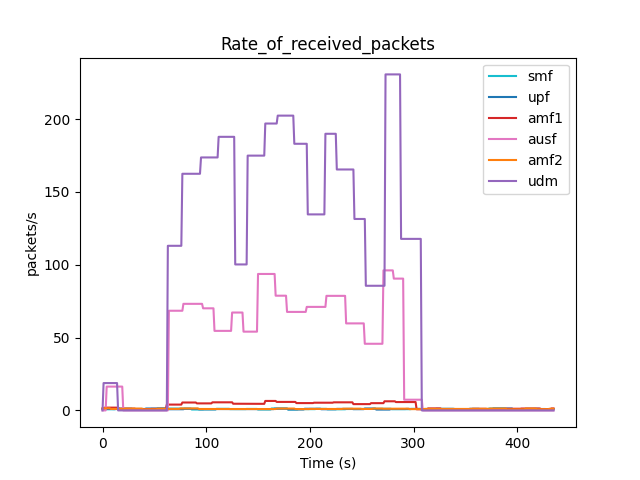 Rate_of_received_packets
packets/s
200
150
100
50
0
0 100 200 300 400
Time (s)
smf
upf
amf1
ausf
amf2
udm